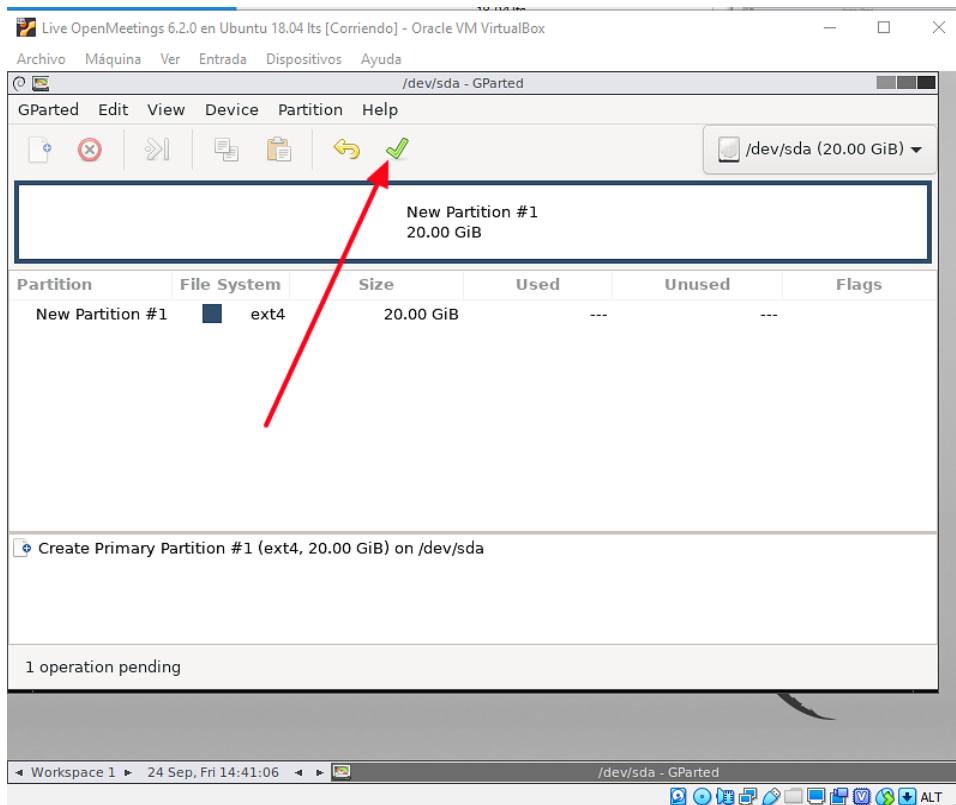 Live OpenMeetings 6.2.0 en Ubuntu 18.04 lts [Corriendo] - Oracle VM VirtualBox
Archivo Máquina Ver Entrada Dispositivos Ayuda
/dev/sda - GParted
GParted Edit View Device Partition Help
/dev/sda (20.00 GiB)
New Partition #1
20.00 GiB
Partition File System Size Used Unused Flags
New Partition #1 ext4 20.00 GiB --- ---
Create Primary Partition #1 (ext4, 20.00 GiB) on /dev/sda
1 operation pending
Workspace 1 24 Sep, Fri 14:41:06 /dev/sda - GParted
ALT